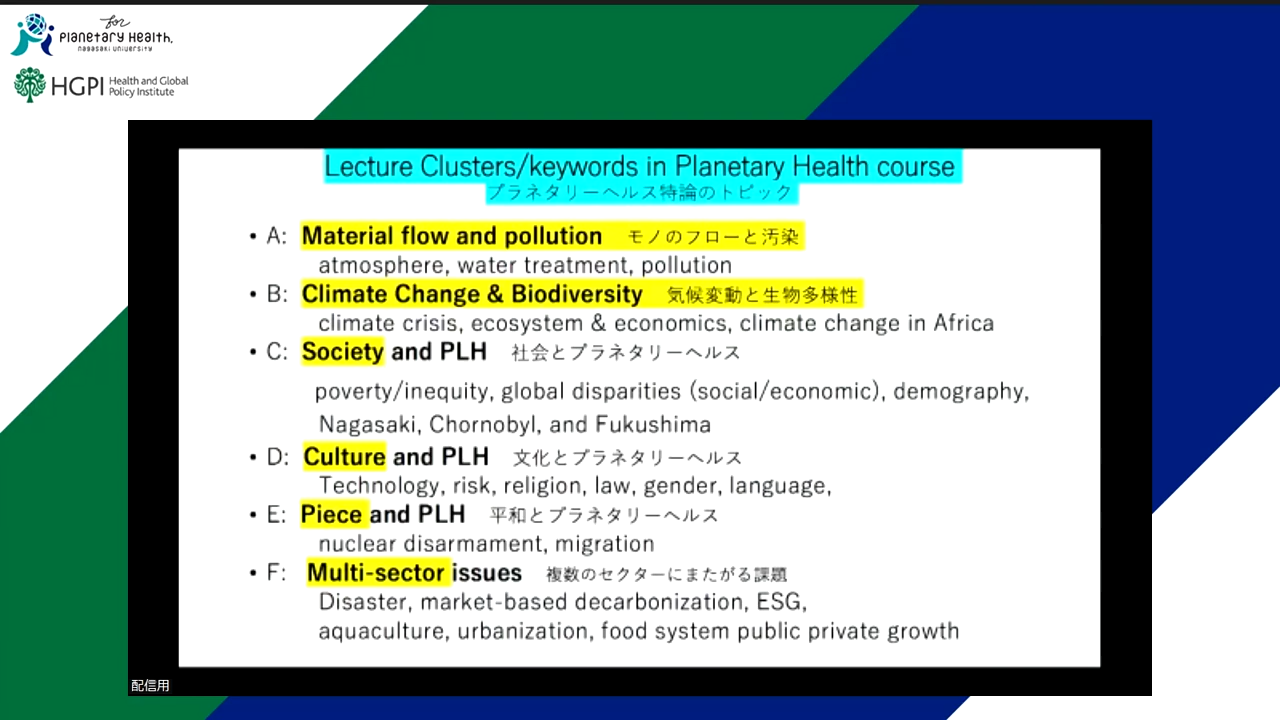 for
Planetary Health,
NAGASAKI UNIVERSITY
HGPI Health and Global Policy Institute
Lecture Clusters/keywords in Planetary Health course
プラネタリーヘルス特論のトピック
• A: Material flow and pollution モノのフローと汚染
atmosphere, water treatment, pollution
• B: Climate Change & Biodiversity 気候変動と生物多様性
climate crisis, ecosystem & economics, climate change in Africa
• C: Society and PLH 社会とプラネタリーヘルス
poverty/inequity, global disparities (social/economic), demography,
Nagasaki, Chornobyl, and Fukushima
• D: Culture and PLH 文化とプラネタリーヘルス
Technology, risk, religion, law, gender, language,
• E: Piece and PLH 平和とプラネタリーヘルス
nuclear disarmament, migration
• F: Multi-sector issues 複数のセクターにまたがる課題
Disaster, market-based decarbonization, ESG,
aquaculture, urbanization, food system public private growth
配信用